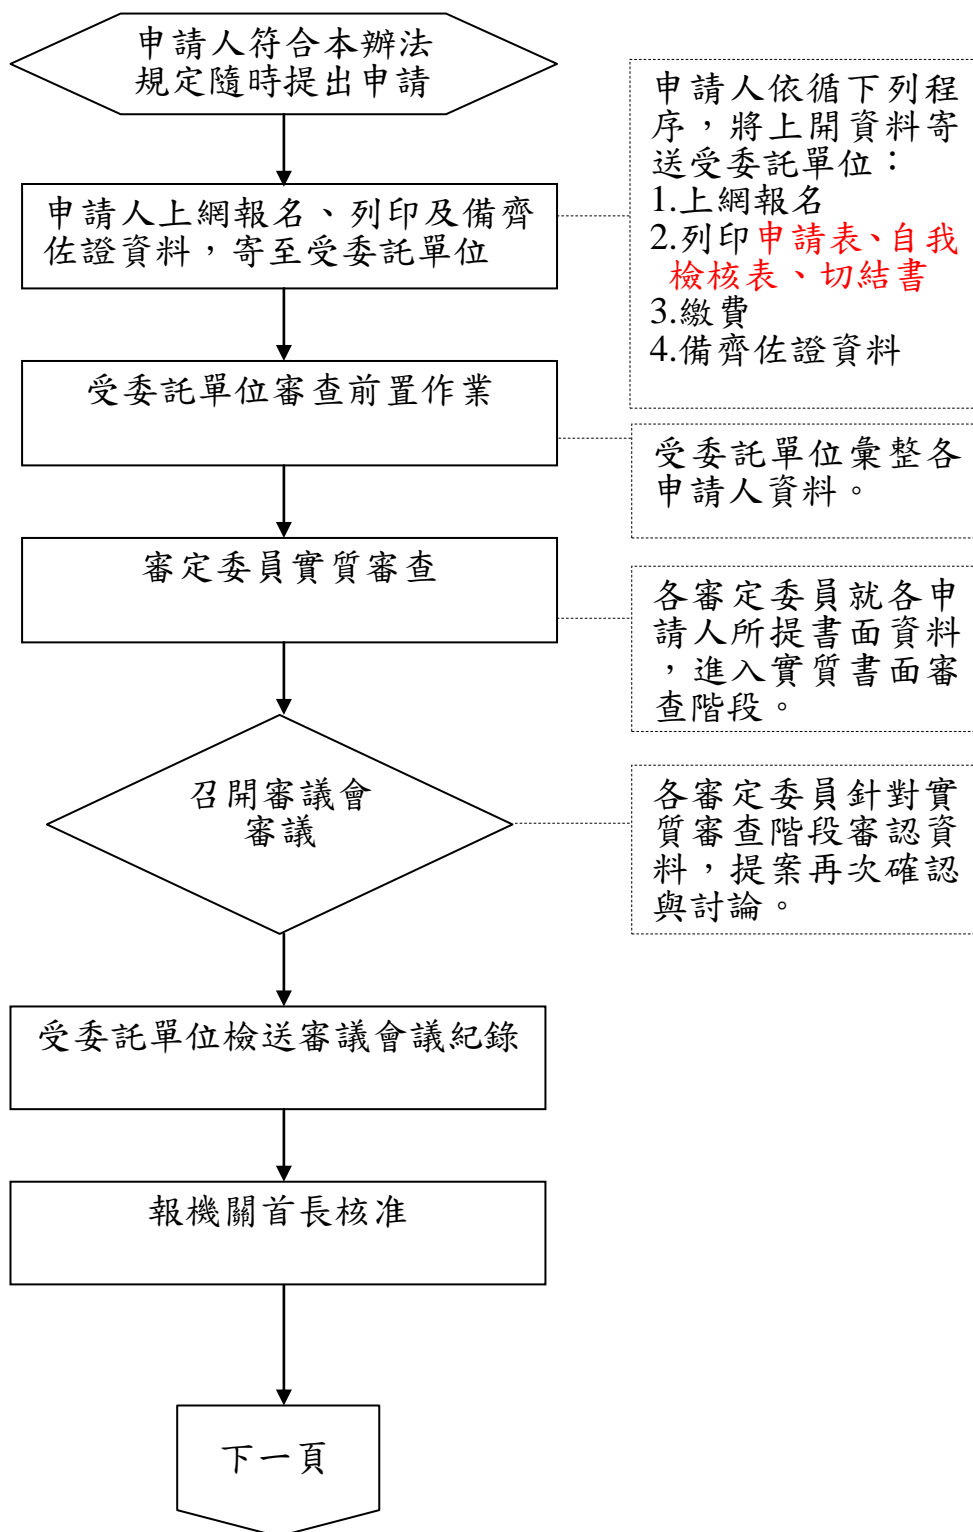 申請人符合本辦法
規定隨時提出申請
申請人上網報名、列印及備齊
佐證資料，寄至受委託單位
申請人依循下列程
序，將上開資料寄
送受委託單位：
1.上網報名
2.列印申請表、自我
檢核表、切結書
3.繳費
4.備齊佐證資料
受委託單位審查前置作業
受委託單位彙整各
申請人資料。
審定委員實質審查
各審定委員就各申
請人所提書面資料
，進入實質書面審
查階段。
召開審議會
審議
各審定委員針對實
質審查階段審認資
料，提案再次確認
與討論。
受委託單位檢送審議會議紀錄
報機關首長核准
下一頁